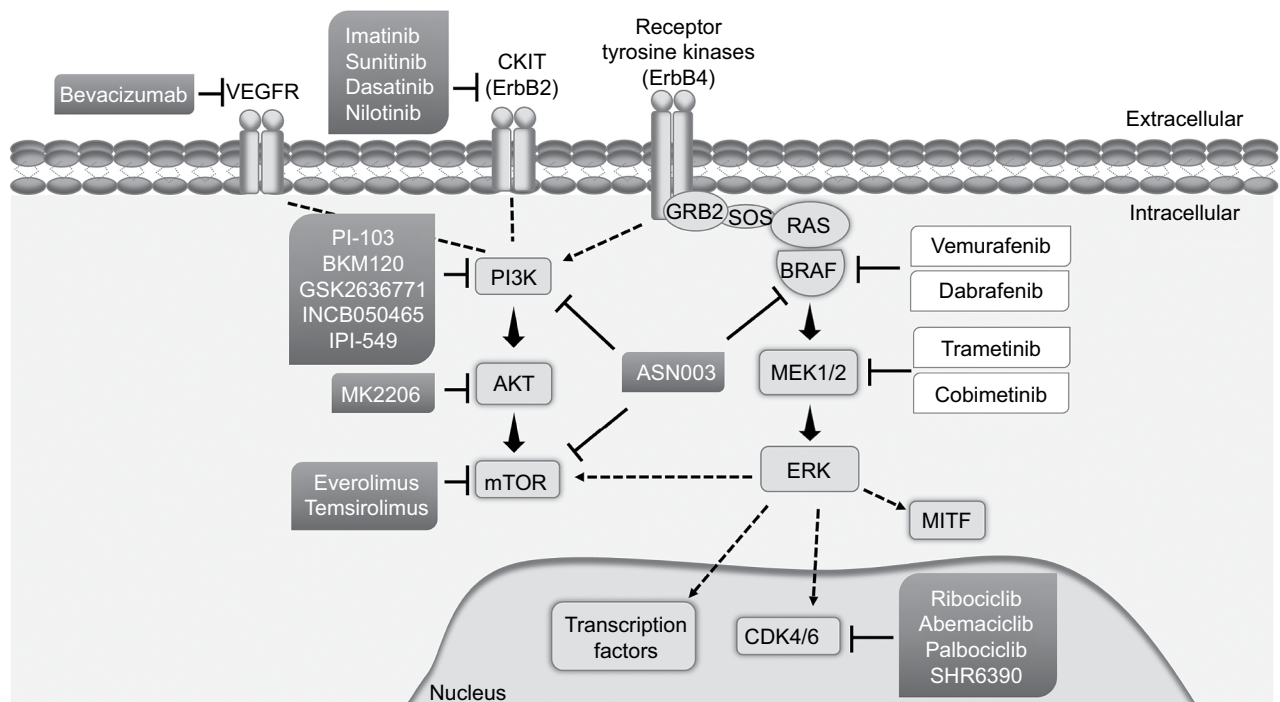 Imatinib
Sunitinib
Dasatinib
Nilotinib
CKIT
(ErbB2)
Receptor
tyrosine kinases
(ErbB4)
Bevacizumab
VEGFR
Extracellular
Intracellular
GRB2
SOS
RAS
BRAF
PI-103
BKM120
GSK2636771
INCB050465
IPI-549
PI3K
Vemurafenib
Dabrafenib
Trametinib
Cobimetinib
MK2206
AKT
ASN003
MEK1/2
Everolimus
Temsirolimus
mTOR
ERK
MITF
Transcription
factors
CDK4/6
Ribociclib
Abemaciclib
Palbociclib
SHR6390
Nucleus